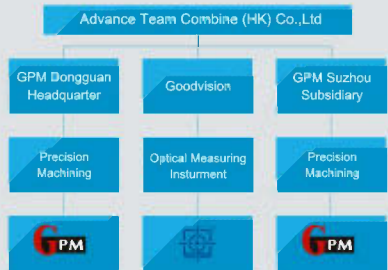 Advance Team Combine (HK) Co.,Ltd
GPM Dongguan
Headquarter
Goodvision
GPM Suzhou
Subsidiary
Precision
Machining
Optical Measuring
Insturment
Precision
Machining
GPM
GPM